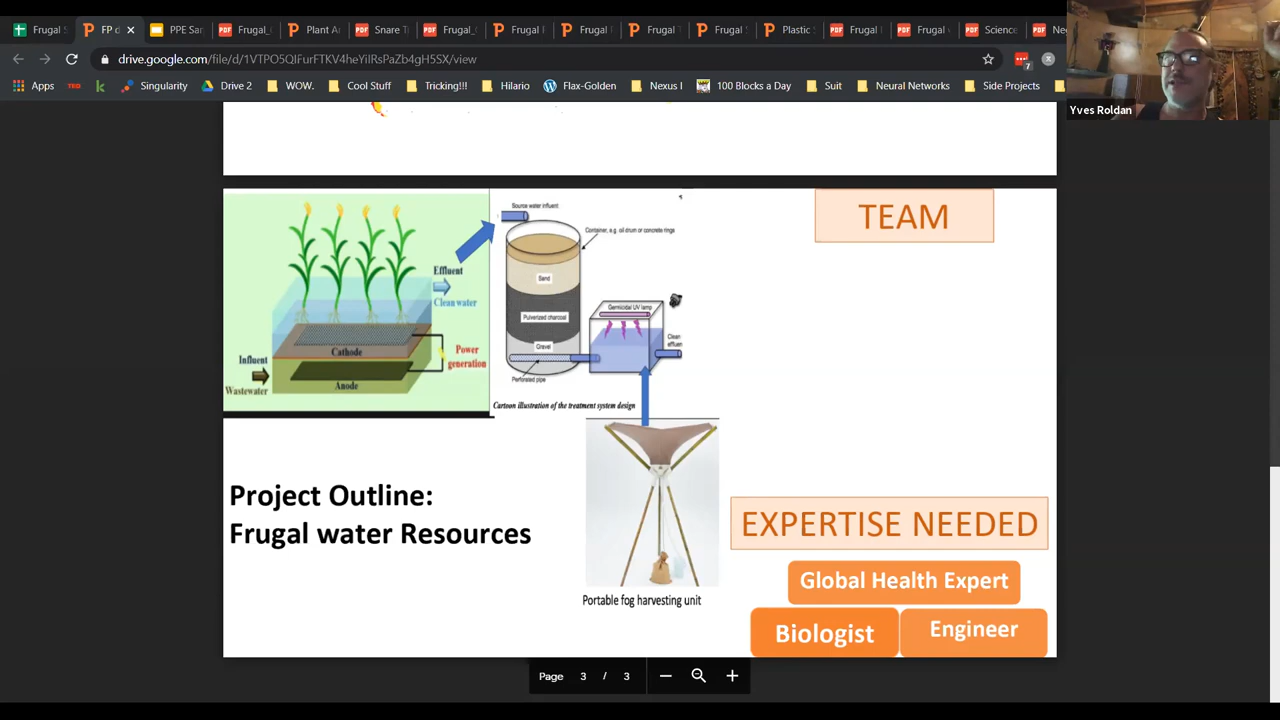 Frugal S
FP d
PPE Sar
Frugal_
Plant A
Snare T
Frugal_
Frugal F
Frugal
Frugal T
Frugal
Plastic
Frugal
Frugal
Science
Ne
drive.google.com/file/d/1VTPO5QIFurFTKV4heYilRsPaZb4gH5SX/view
7
Apps
TED
Singularity
Drive 2
WOW.
Cool Stuff
Tricking!!!
Hilario
Flax-Golden
Nexus I
100 Blocks a Day
Suit
Neural Networks
Side Projects
Yves Roldan
TEAM
Source water influent
Container, e.g. oil drum or concrete rings
Sand
Pulverized charcoal
Gravel
Perforated pipe
Germicidal UV lamp
Clean
effluen
Cartoon illustration of the treatment system design
Effluent
Clean water
Cathode
Anode
Power
generation
Influent
Wastewater
Project Outline:
Frugal water Resources
Portable fog harvesting unit
EXPERTISE NEEDED
Global Health Expert
Biologist
Engineer
Page 3 / 3